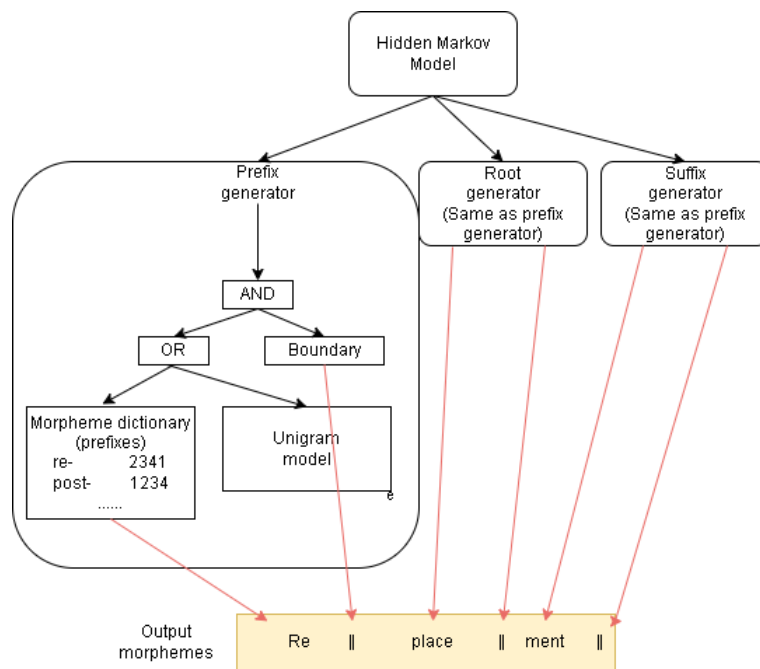 Hidden Markov
Model
Prefix
generator
Root
generator
(Same as prefix
generator)
Suffix
generator
(Same as prefix
generator)
AND
OR
Boundary
Morpheme dictionary
(prefixes)
re- 2341
post- 1234
......
Unigram
model
e
Output
morphemes
Re || place || ment ||